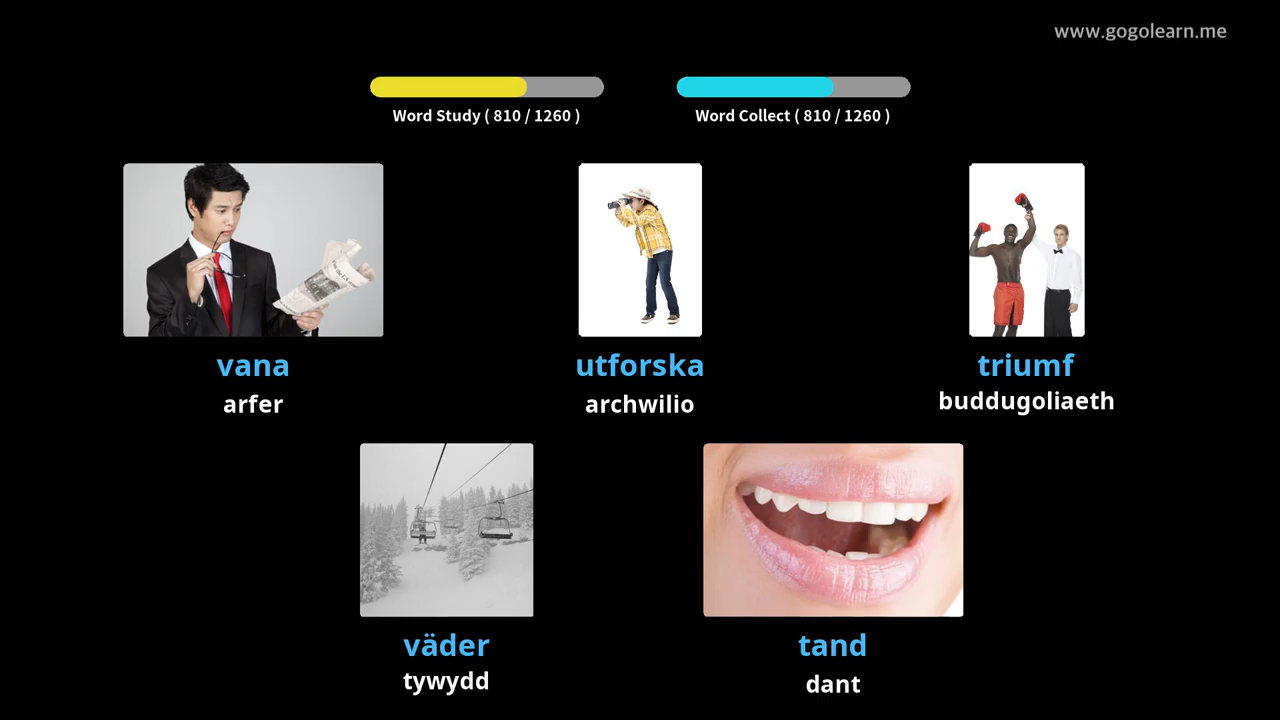 www.gogolearn.me
Word Study ( 810 / 1260 )
Word Collect ( 810 / 1260 )
vana
arfer
utforska
archwilio
triumf
buddugoliaeth
väder
tywydd
tand
dant